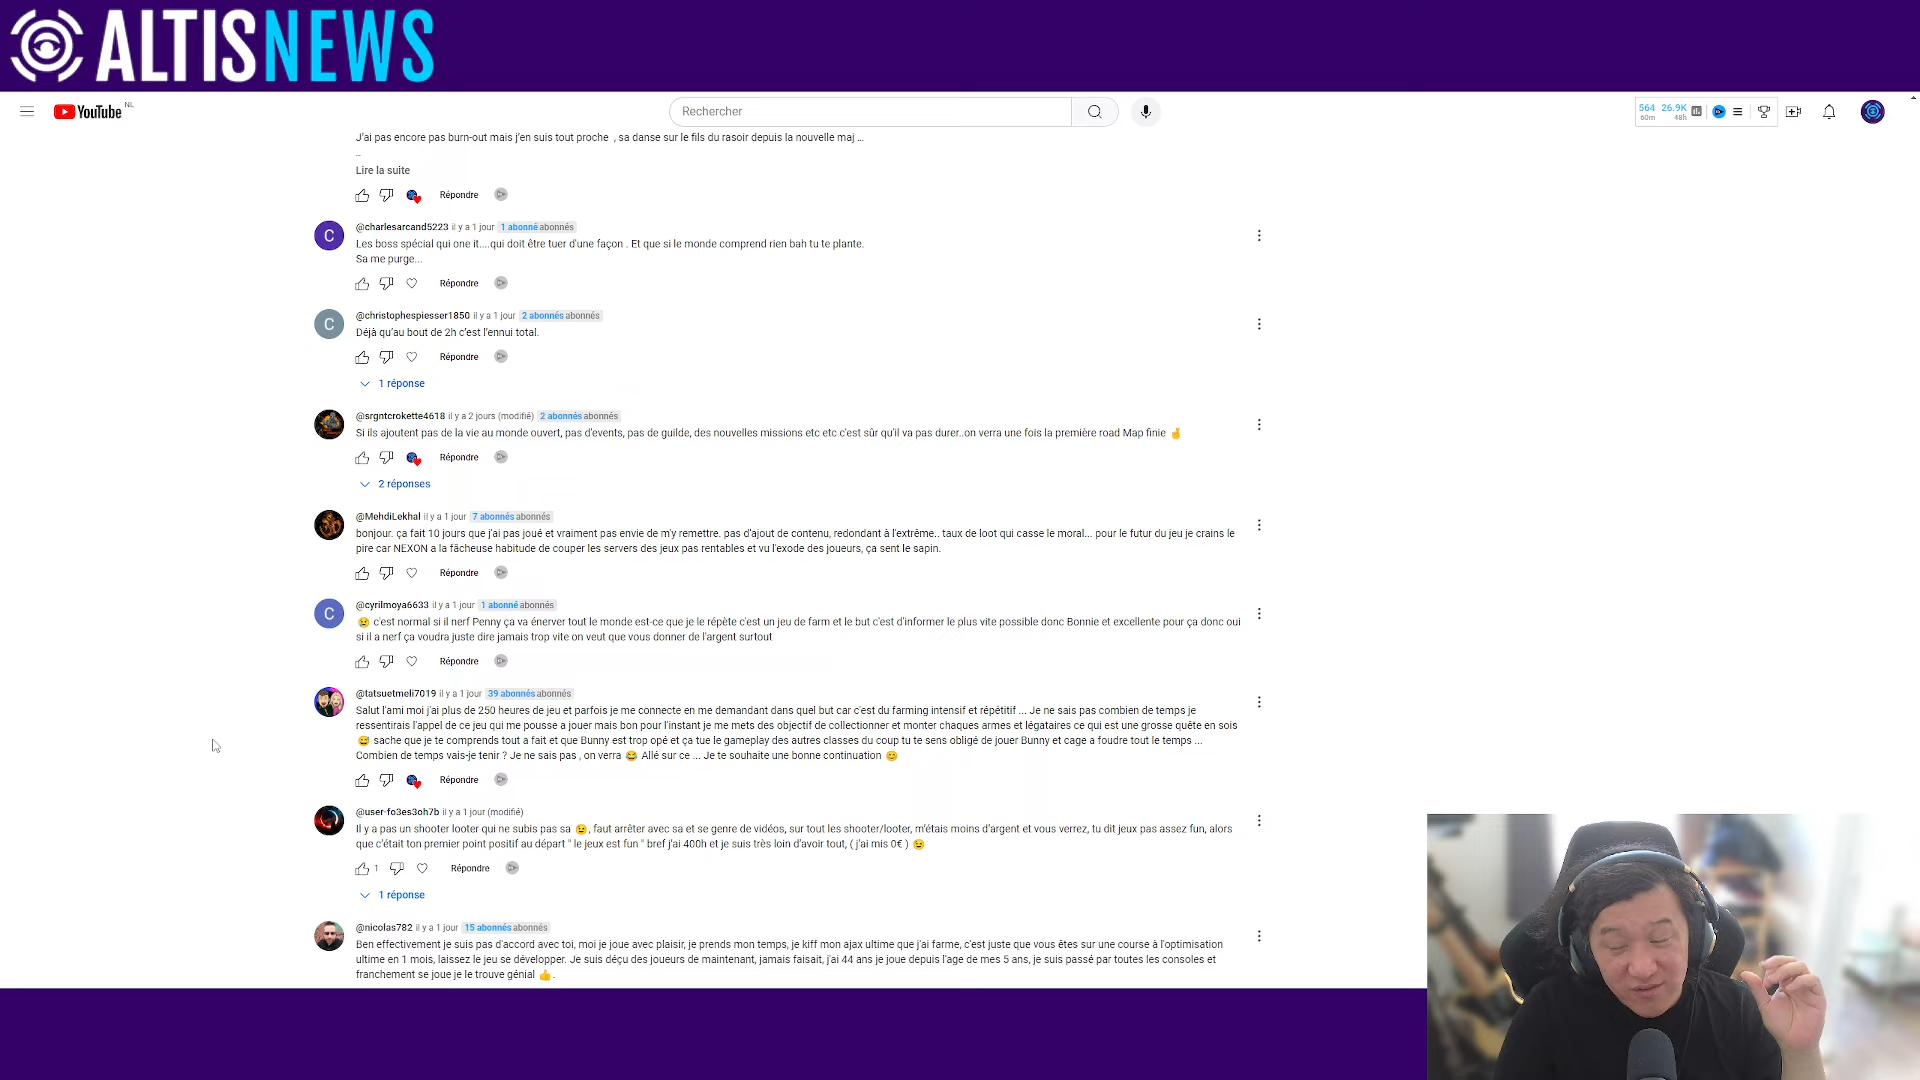 ALTISNEWS
YouTube NL
Rechercher
564 26.9K
60m 48h
J'ai pas encore pas burn-out mais j'en suis tout proche , sa danse sur le fils du rasoir depuis la nouvelle maj ...
..
Lire la suite
Répondre
C
@charlesarcand5223 il y a 1 jour 1 abonné abonnés
Les boss spécial qui one it....qui doit être tuer d'une façon . Et que si le monde comprend rien bah tu te plante.
Sa me purge...
Répondre
C
@christophespiesser1850 il y a 1 jour 2 abonnés abonnés
Déjà qu'au bout de 2h c'est l'ennui total.
Répondre
1 réponse
@srgntcrokette4618 il y a 2 jours (modifié) 2 abonnés abonnés
Si ils ajoutent pas de la vie au monde ouvert, pas d'events, pas de guilde, des nouvelles missions etc etc c'est sûr qu'il va pas durer..on verra une fois la première road Map finie 🤞
Répondre
2 réponses
@MehdiLekhal il y a 1 jour 7 abonnés abonnés
bonjour. ça fait 10 jours que j'ai pas joué et vraiment pas envie de m'y remettre. pas d'ajout de contenu, redondant à l'extrême.. taux de loot qui casse le moral... pour le futur du jeu je crains le
pire car NEXON a la fâcheuse habitude de couper les servers des jeux pas rentables et vu l'exode des joueurs, ça sent le sapin.
Répondre
C
@cyrilmoya6633 il y a 1 jour 1 abonné abonnés
😢 c'est normal si il nerf Penny ça va énerver tout le monde est-ce que je le répète c'est un jeu de farm et le but c'est d'informer le plus vite possible donc Bonnie et excellente pour ça donc oui
si il a nerf ça voudra juste dire jamais trop vite on veut que vous donner de l'argent surtout
Répondre
@tatsuetmeli7019 il y a 1 jour 39 abonnés abonnés
Salut l'ami moi j'ai plus de 250 heures de jeu et parfois je me connecte en me demandant dans quel but car c'est du farming intensif et répétitif ... Je ne sais pas combien de temps je
ressentirais l'appel de ce jeu qui me pousse a jouer mais bon pour l'instant je me mets des objectif de collectionner et monter chaques armes et légataires ce qui est une grosse quête en sois
😅 sache que je te comprends tout a fait et que Bunny est trop opé et ça tue le gameplay des autres classes du coup tu te sens obligé de jouer Bunny et cage a foudre tout le temps ...
Combien de temps vais-je tenir ? Je ne sais pas , on verra 😂 Allé sur ce ... Je te souhaite une bonne continuation 😊
Répondre
@user-fo3es3oh7b il y a 1 jour (modifié)
Il y a pas un shooter looter qui ne subis pas sa 😉, faut arrêter avec sa et se genre de vidéos, sur tout les shooter/looter, m'étais moins d'argent et vous verrez, tu dit jeux pas assez fun, alors
que c'était ton premier point positif au départ " le jeux est fun " bref j'ai 400h et je suis très loin d'avoir tout, ( j'ai mis 0€ ) 😉
1 Répondre
1 réponse
@nicolas782 il y a 1 jour 15 abonnés abonnés
Ben effectivement je suis pas d'accord avec toi, moi je joue avec plaisir, je prends mon temps, je kiff mon ajax ultime que j'ai farme, c'est juste que vous êtes sur une course à l'optimisation
ultime en 1 mois, laissez le jeu se développer. Je suis déçu des joueurs de maintenant, jamais faisait, j'ai 44 ans je joue depuis l'age de mes 5 ans, je suis passé par toutes les consoles et
franchement se joue je le trouve génial 👍.